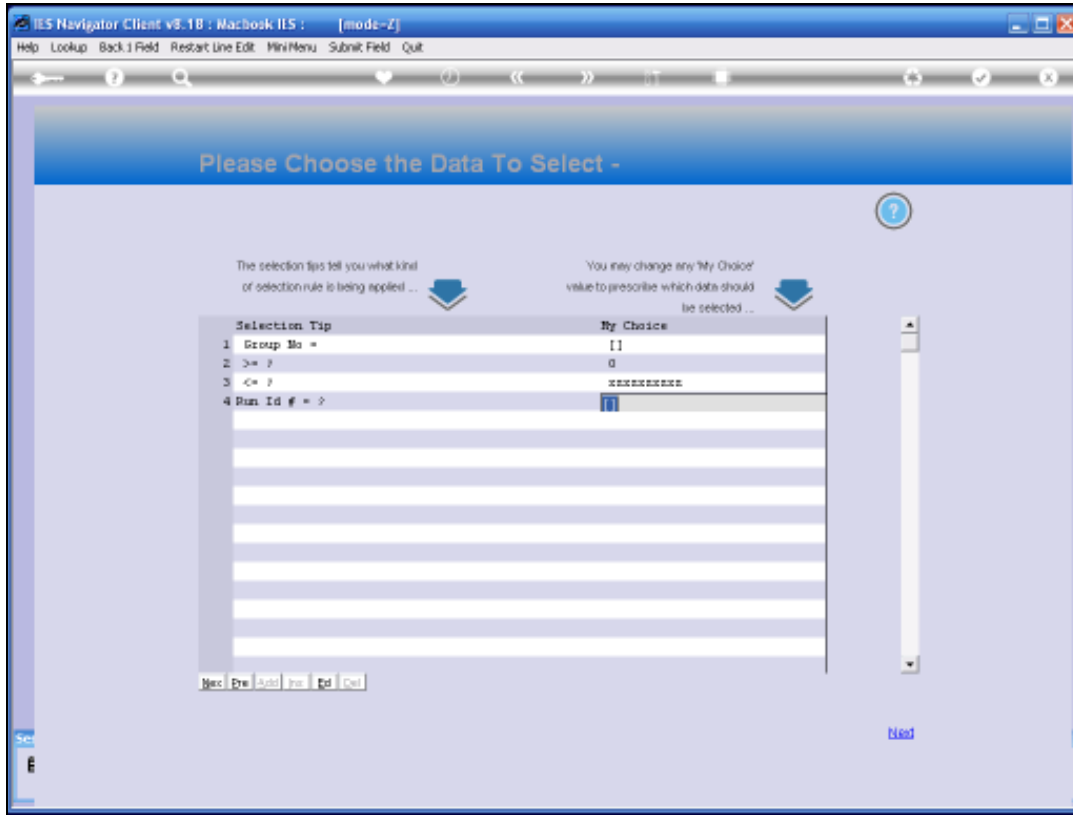 IES Navigator Client v8.18 : Macbook IES : [mode-Z]
Help Lookup Back 1 Field Restart Line Edit MiniMenu Submit Field Quit
Please Choose the Data To Select -
The selection tips tell you what kind
of selection rule is being applied ...
You may change any 'My Choice'
value to prescribe which data should
be selected ...
Selection Tip My Choice
1 Group No = []
2 >= ? 0
3 <= ? zzzzzzzzzz
4 Run Id # = ? []
Nex Pre Add Ins Ed Del
Next